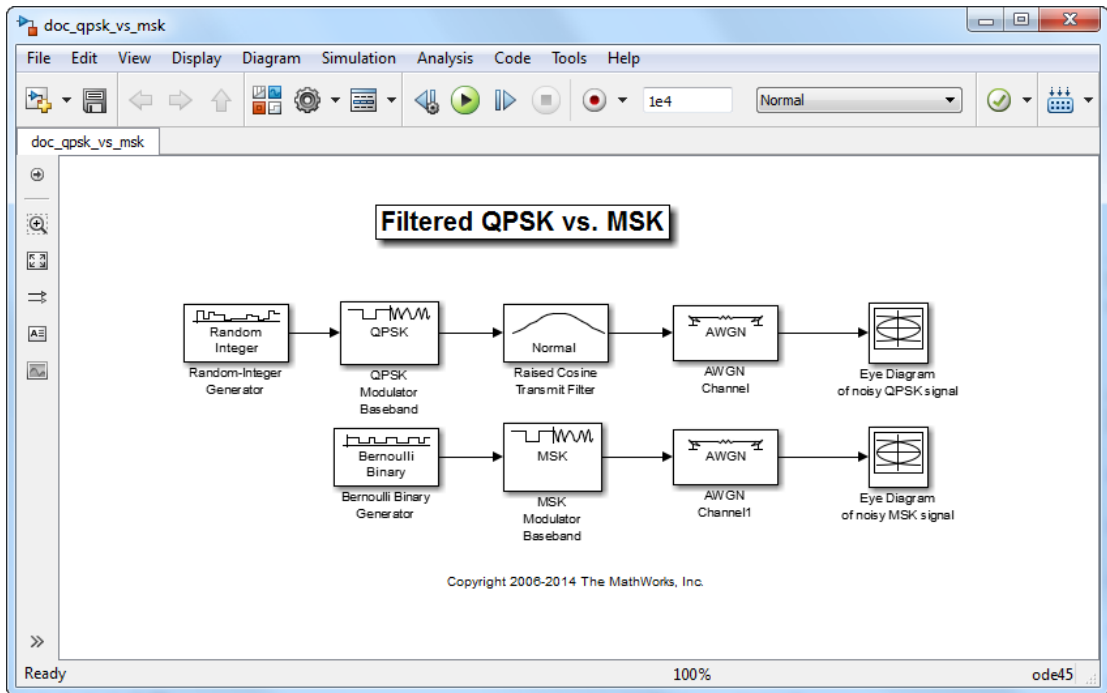 doc_qpsk_vs_msk
File Edit View Display Diagram Simulation Analysis Code Tools Help
1e4
Normal
doc_qpsk_vs_msk
Filtered QPSK vs. MSK
Random
Integer
Random-Integer
Generator
QPSK
QPSK
Modulator
Baseband
Normal
Raised Cosine
Transmit Filter
AWGN
AWGN
Channel
Eye Diagram
of noisy QPSK signal
Bernoulli
Binary
Bernoulli Binary
Generator
MSK
MSK
Modulator
Baseband
AWGN
AWGN
Channel1
Eye Diagram
of noisy MSK signal
Copyright 2006-2014 The MathWorks, Inc.
Ready
100%
ode45